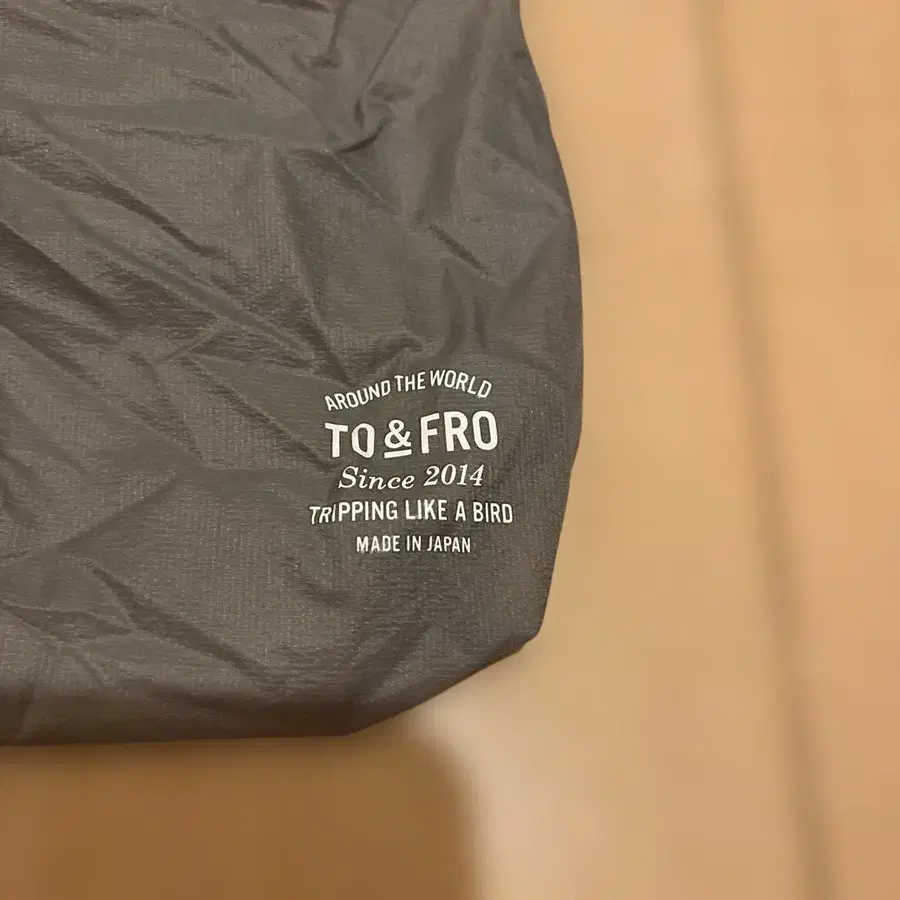 AROUND THE WORLD
TO & FRO
Since 2014
TRIPPING LIKE A BIRD
MADE IN JAPAN